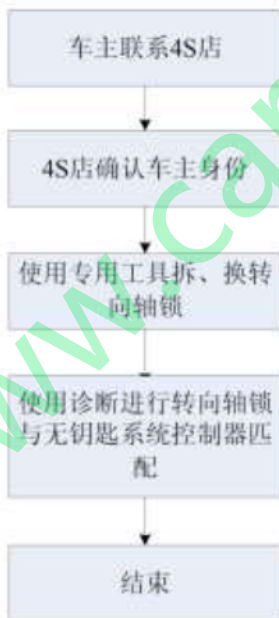 车主联系4S店
4S店确认车主身份
使用专用工具拆、换转
向轴锁
使用诊断进行转向轴锁
与无钥匙系统控制器匹
配
结束
www.car